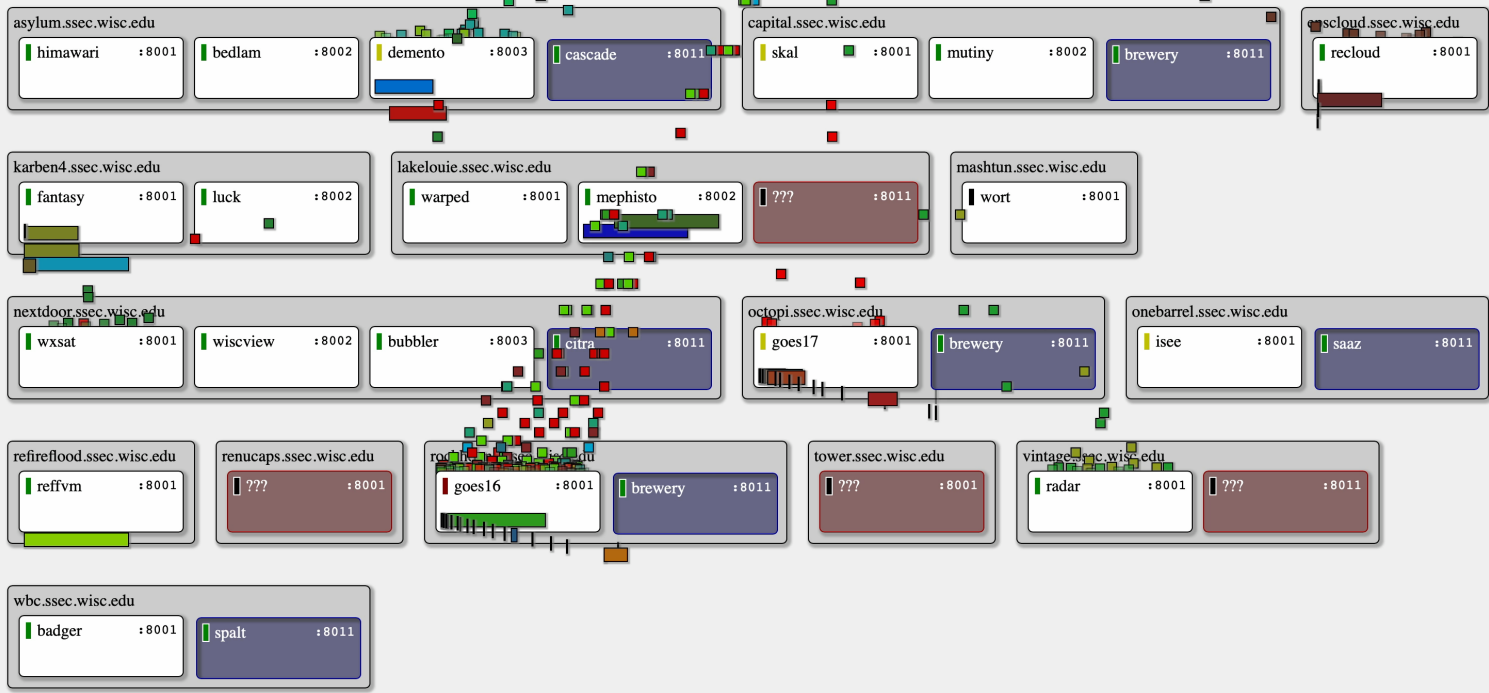 asylum.ssec.wisc.edu
himawari :8001
bedlam :8002
demento :8003
cascade :8011
capital.ssec.wisc.edu
skal :8001
mutiny :8002
brewery :8011
recloud :8001
karben4.ssec.wisc.edu
fantasy :8001
luck :8002
lakelouie.ssec.wisc.edu
warped :8001
mephisto :8002
??? :8011
mashtun.ssec.wisc.edu
wort :8001
nextdoor.ssec.wisc.edu
wxsat :8001
wiscview :8002
bubbler :8003
citra :8011
octopi.ssec.wisc.edu
goes17 :8001
brewery :8011
onebarrel.ssec.wisc.edu
isee :8001
saaz :8011
refireflood.ssec.wisc.edu
reffvm :8001
renucaps.ssec.wisc.edu
??? :8001
goes16 :8001
brewery :8011
tower.ssec.wisc.edu
??? :8001
vintage.ssec.wisc.edu
radar :8001
??? :8011
wbc.ssec.wisc.edu
badger :8001
spalt :8011